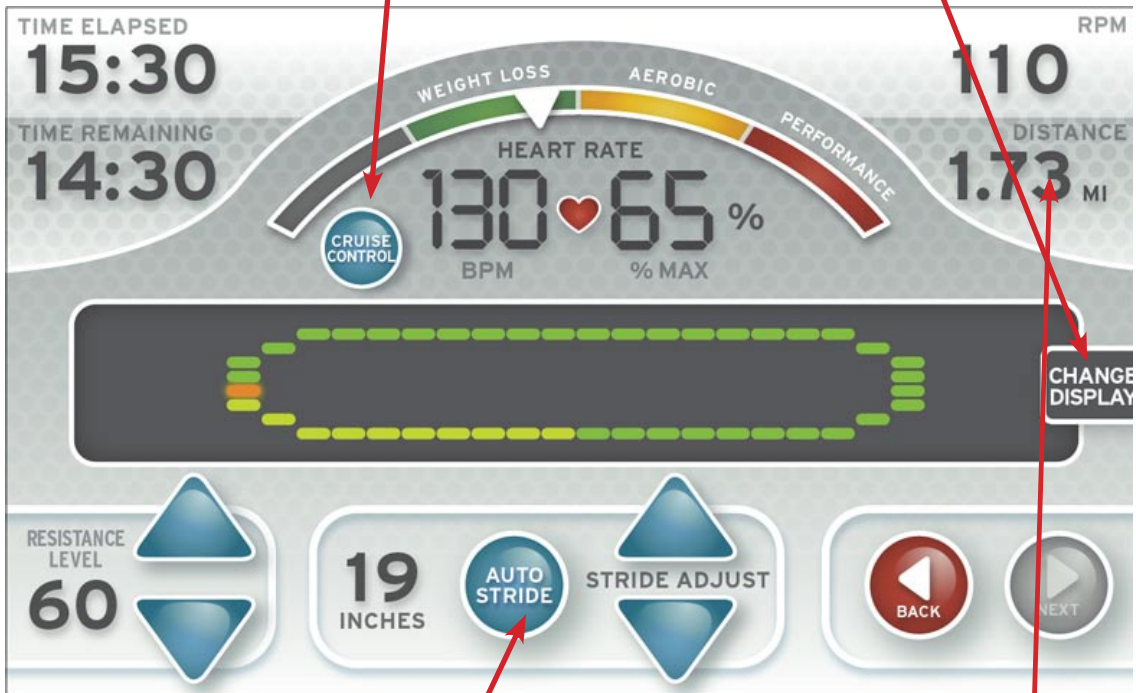 TIME ELAPSED
15:30
TIME REMAINING
14:30
WEIGHT LOSS
AEROBIC
PERFORMANCE
RPM
110
DISTANCE
1.73 MI
HEART RATE
130 65 %
BPM % MAX
CRUISE
CONTROL
CHANGE
DISPLAY
RESISTANCE
LEVEL
60
19
INCHES
AUTO
STRIDE
STRIDE ADJUST
BACK
NEXT